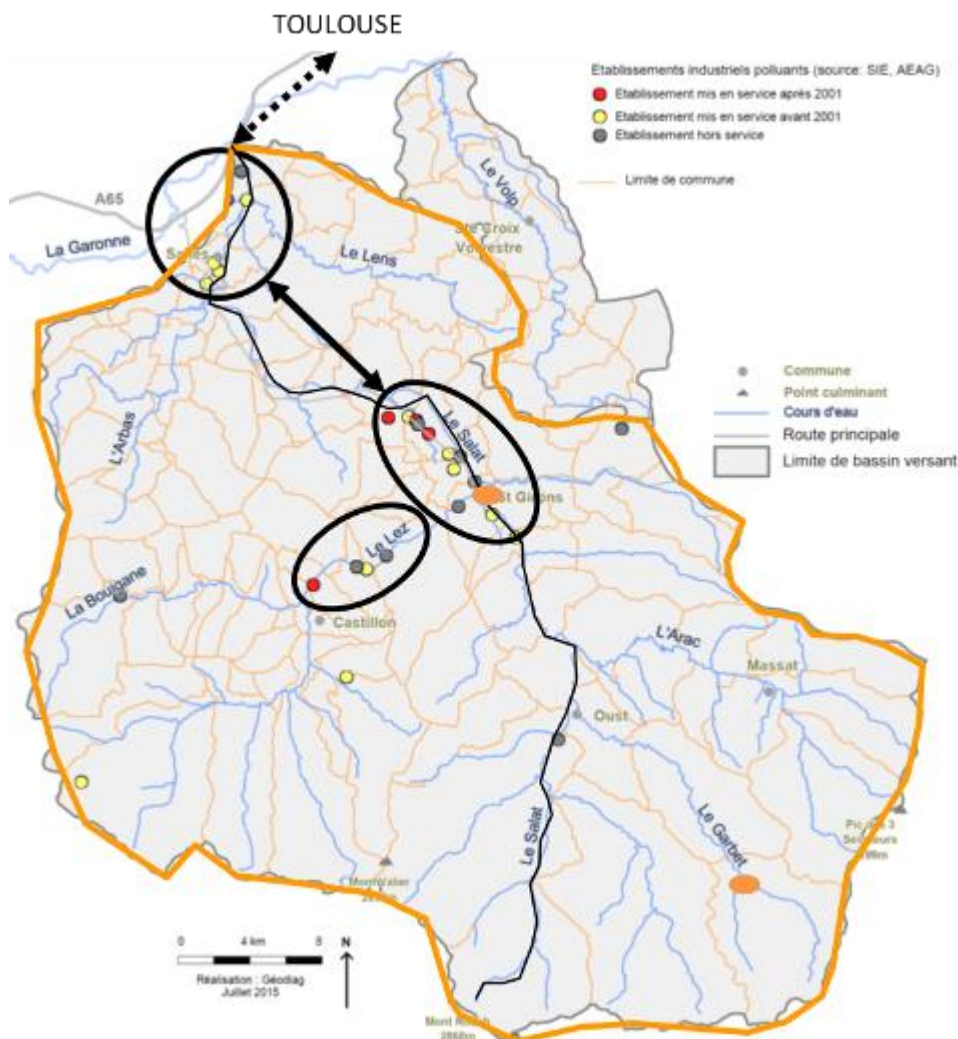 TOULOUSE
Etablissements industriels polluants (source: SIE, AEAG)
Etablissement mis en service après 2001
Etablissement mis en service avant 2001
Etablissement hors service
Limite de commune
A65
La Garonne
Le Volp
Ste Croix
Volvestre
Salies
Le Lens
Commune
Point culminant
Cours d'eau
Route principale
Limite de bassin versant
L'Arbas
Le Salat
St Girons
Le Lez
La Bouigane
Castillon
L'Arac
Massat
Oust
Le Salat
Le Garbet
Pic des 3
Seigneurs
MontValier
0 4 km 8
N
Réalisation : Géodiag
Juillet 2015
Mont